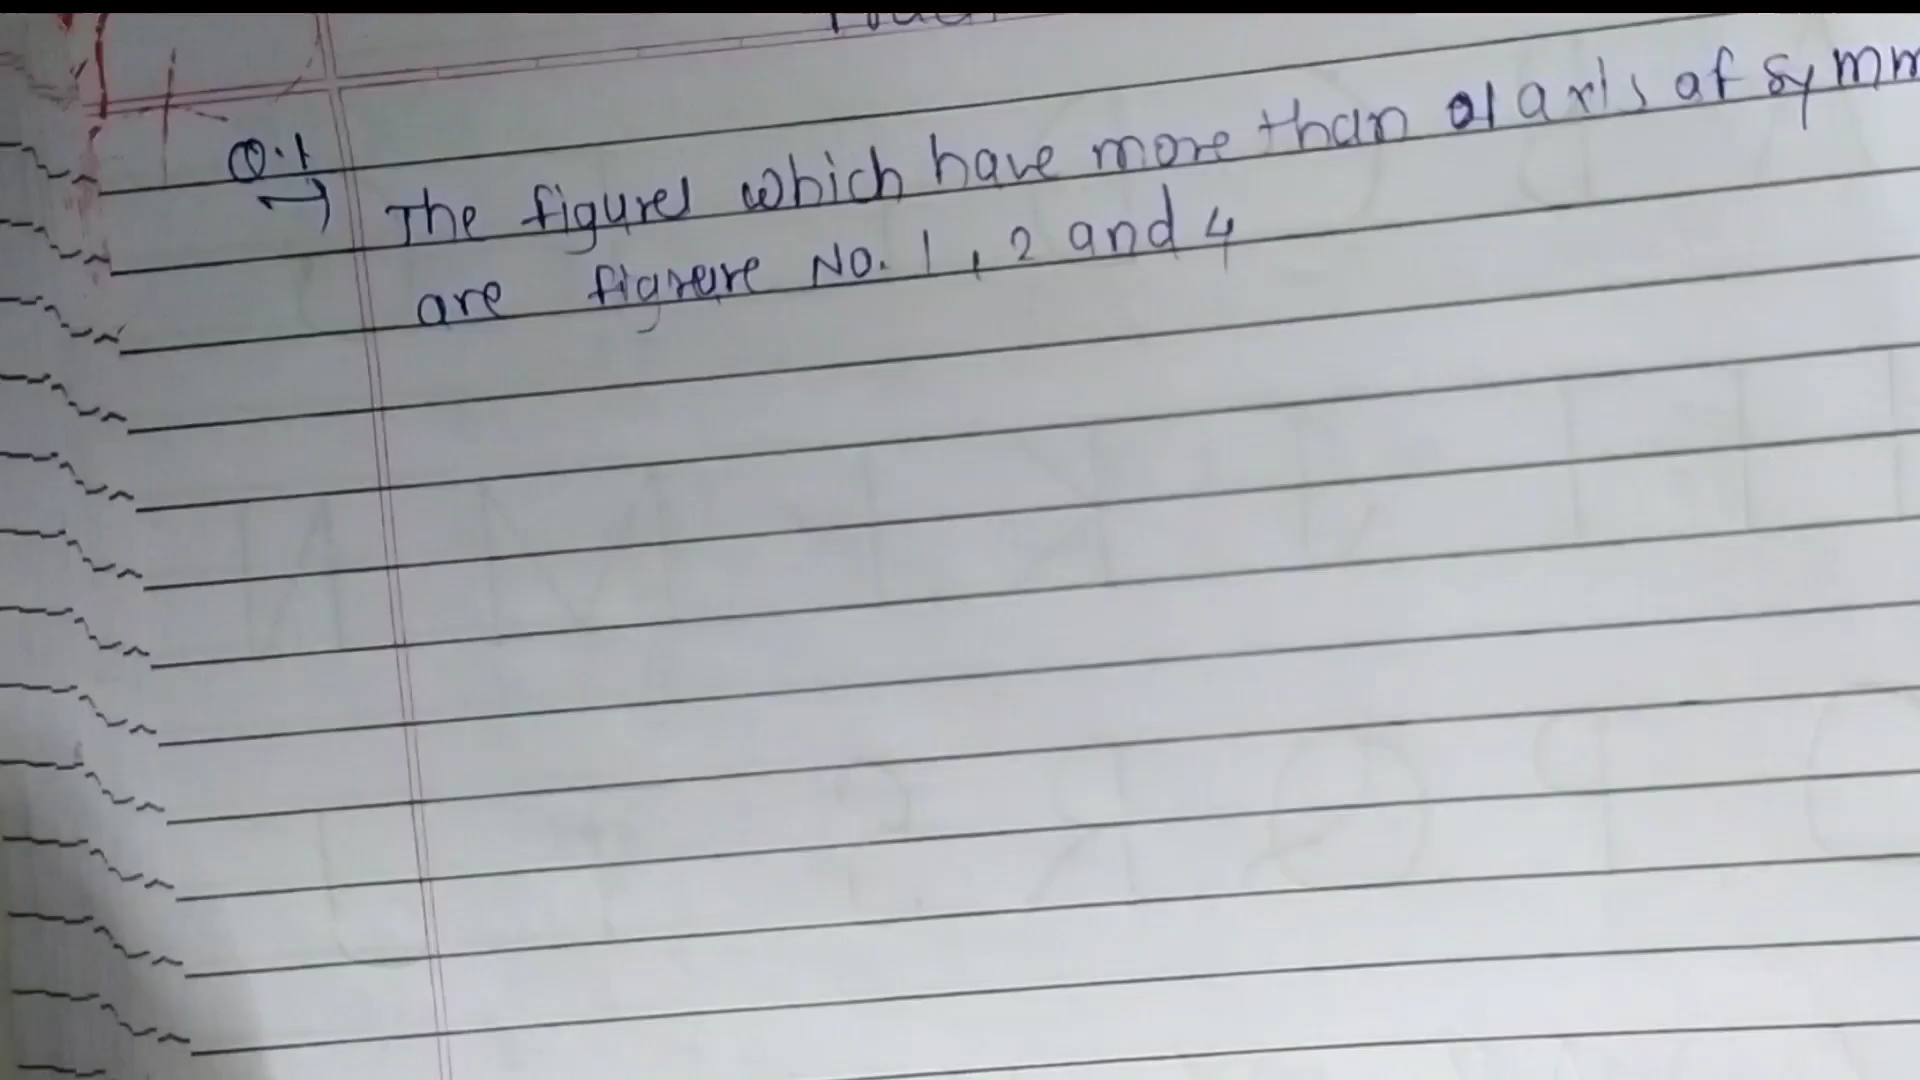 Q.1
The figures which have more than 1 axis of symm
are figure No. 1, 2 and 4